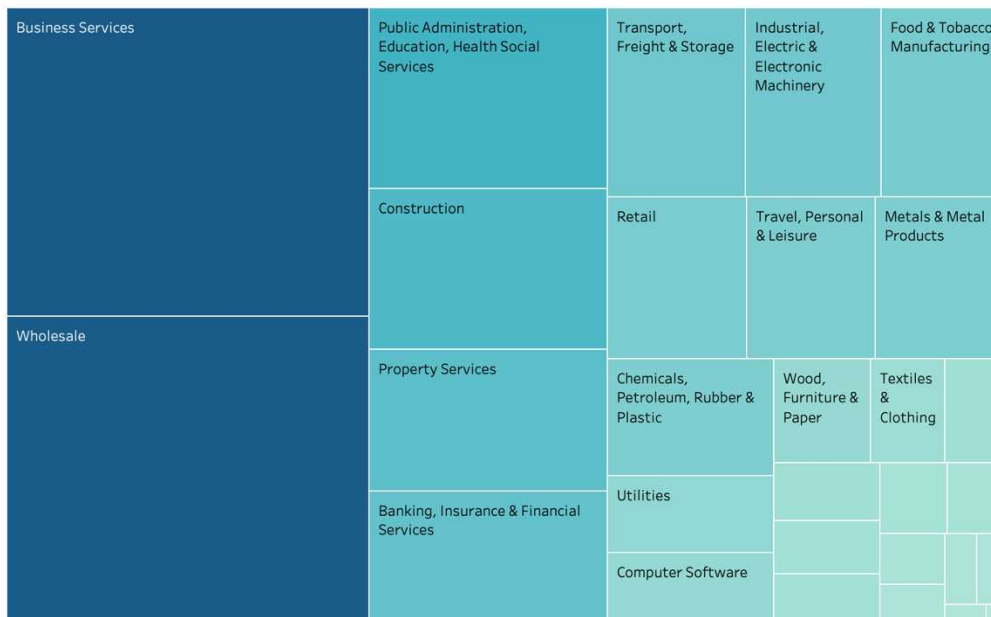 Business Services
Wholesale
Public Administration,
Education, Health Social
Services
Construction
Property Services
Banking, Insurance & Financial
Services
Transport,
Freight & Storage
Industrial,
Electric &
Electronic
Machinery
Food & Tobacco
Manufacturing
Retail
Travel, Personal
& Leisure
Metals & Metal
Products
Chemicals,
Petroleum, Rubber &
Plastic
Wood,
Furniture &
Paper
Textiles
&
Clothing
Utilities
Computer Software